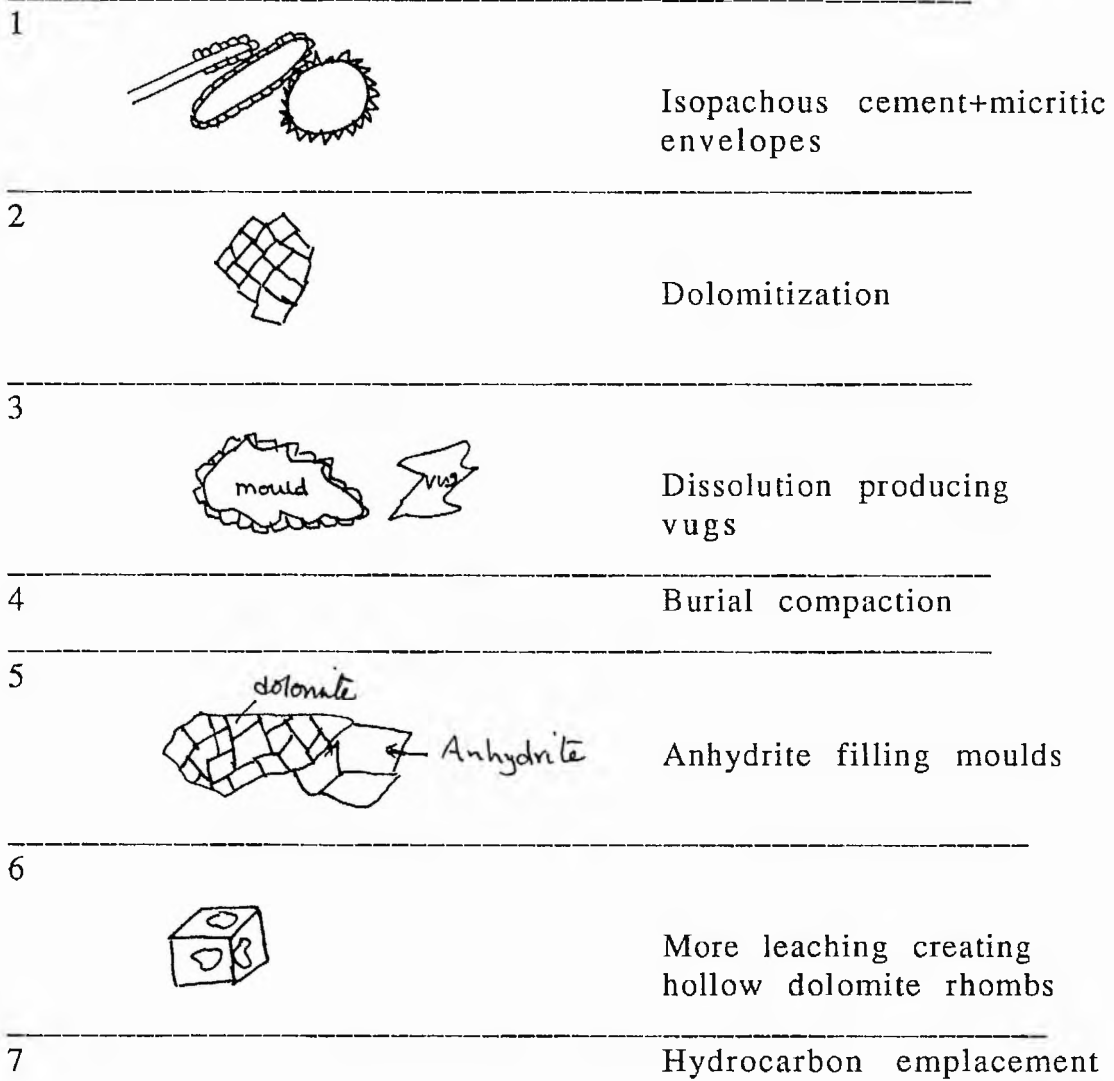 1
Isopachous cement+micritic
envelopes
2
Dolomitization
3
mould
vug
Dissolution producing
vugs
4
Burial compaction
5
dolomite
Anhydrite
Anhydrite filling moulds
6
More leaching creating
hollow dolomite rhombs
7
Hydrocarbon emplacement